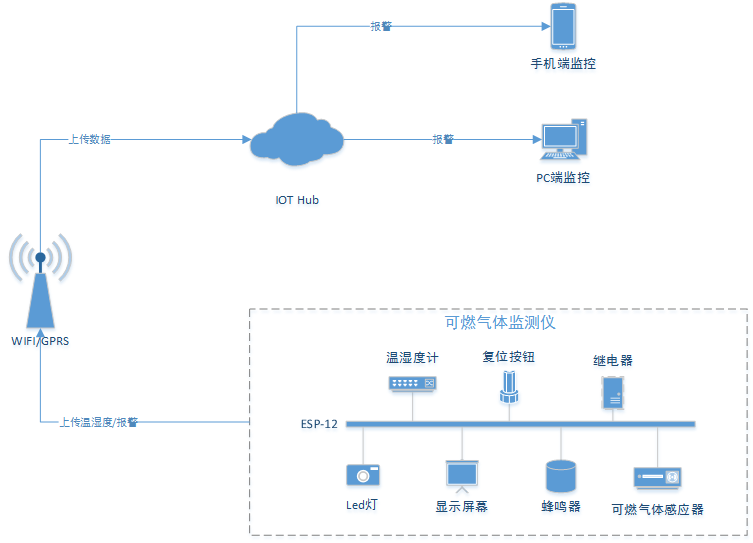 报警
手机端监控
上传数据
报警
PC端监控
IOT Hub
WIFI/GPRS
可燃气体监测仪
温湿度计
复位按钮
继电器
上传温湿度/报警
ESP-12
Led灯
显示屏幕
蜂鸣器
可燃气体感应器